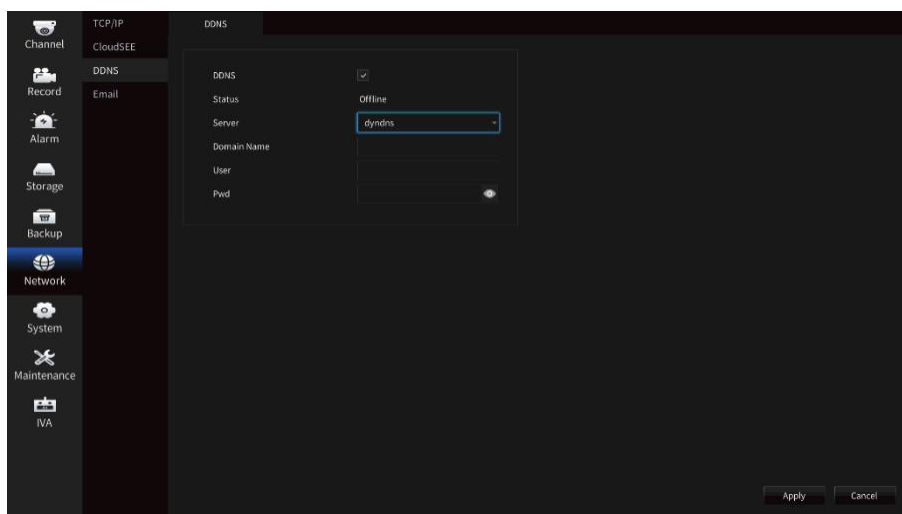 Channel
Record
Alarm
Storage
Backup
Network
System
Maintenance
IVA
TCP/IP
CloudSEE
DDNS
Email
DDNS
DDNS
Status Offline
Server dyndns
Domain Name
User
Pwd
Apply Cancel